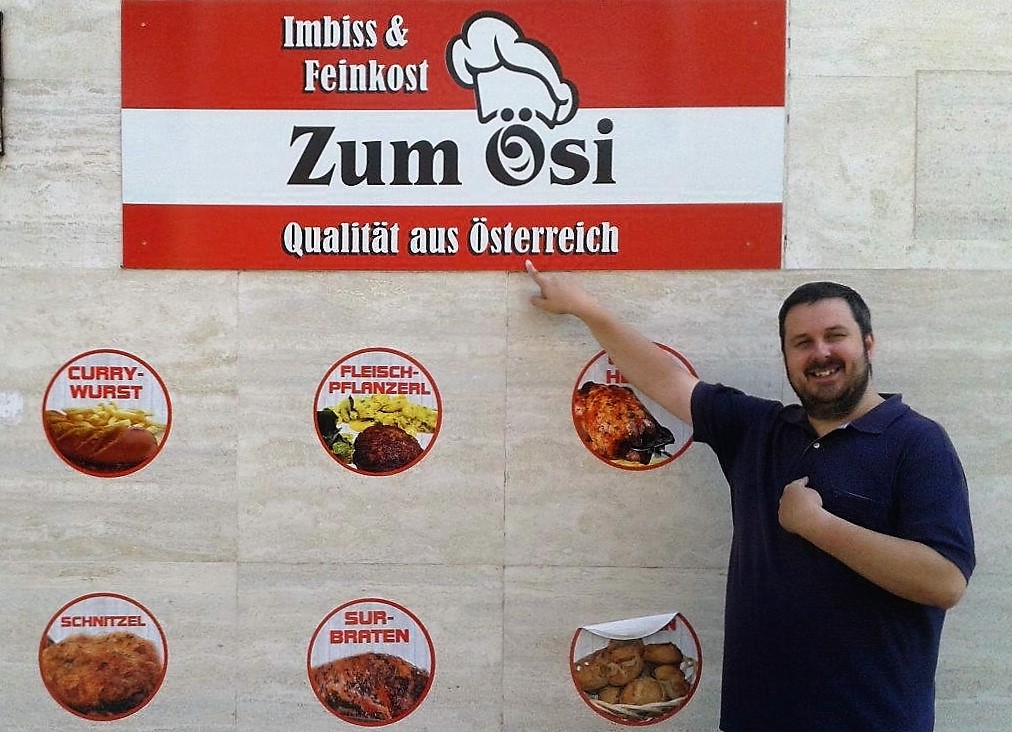 Imbiss &
Feinkost
Zum Ösi
Qualität aus Österreich
CURRY-
WURST
FLEISCH-
PFLANZERL
SCHNITZEL
SUR-
BRATEN